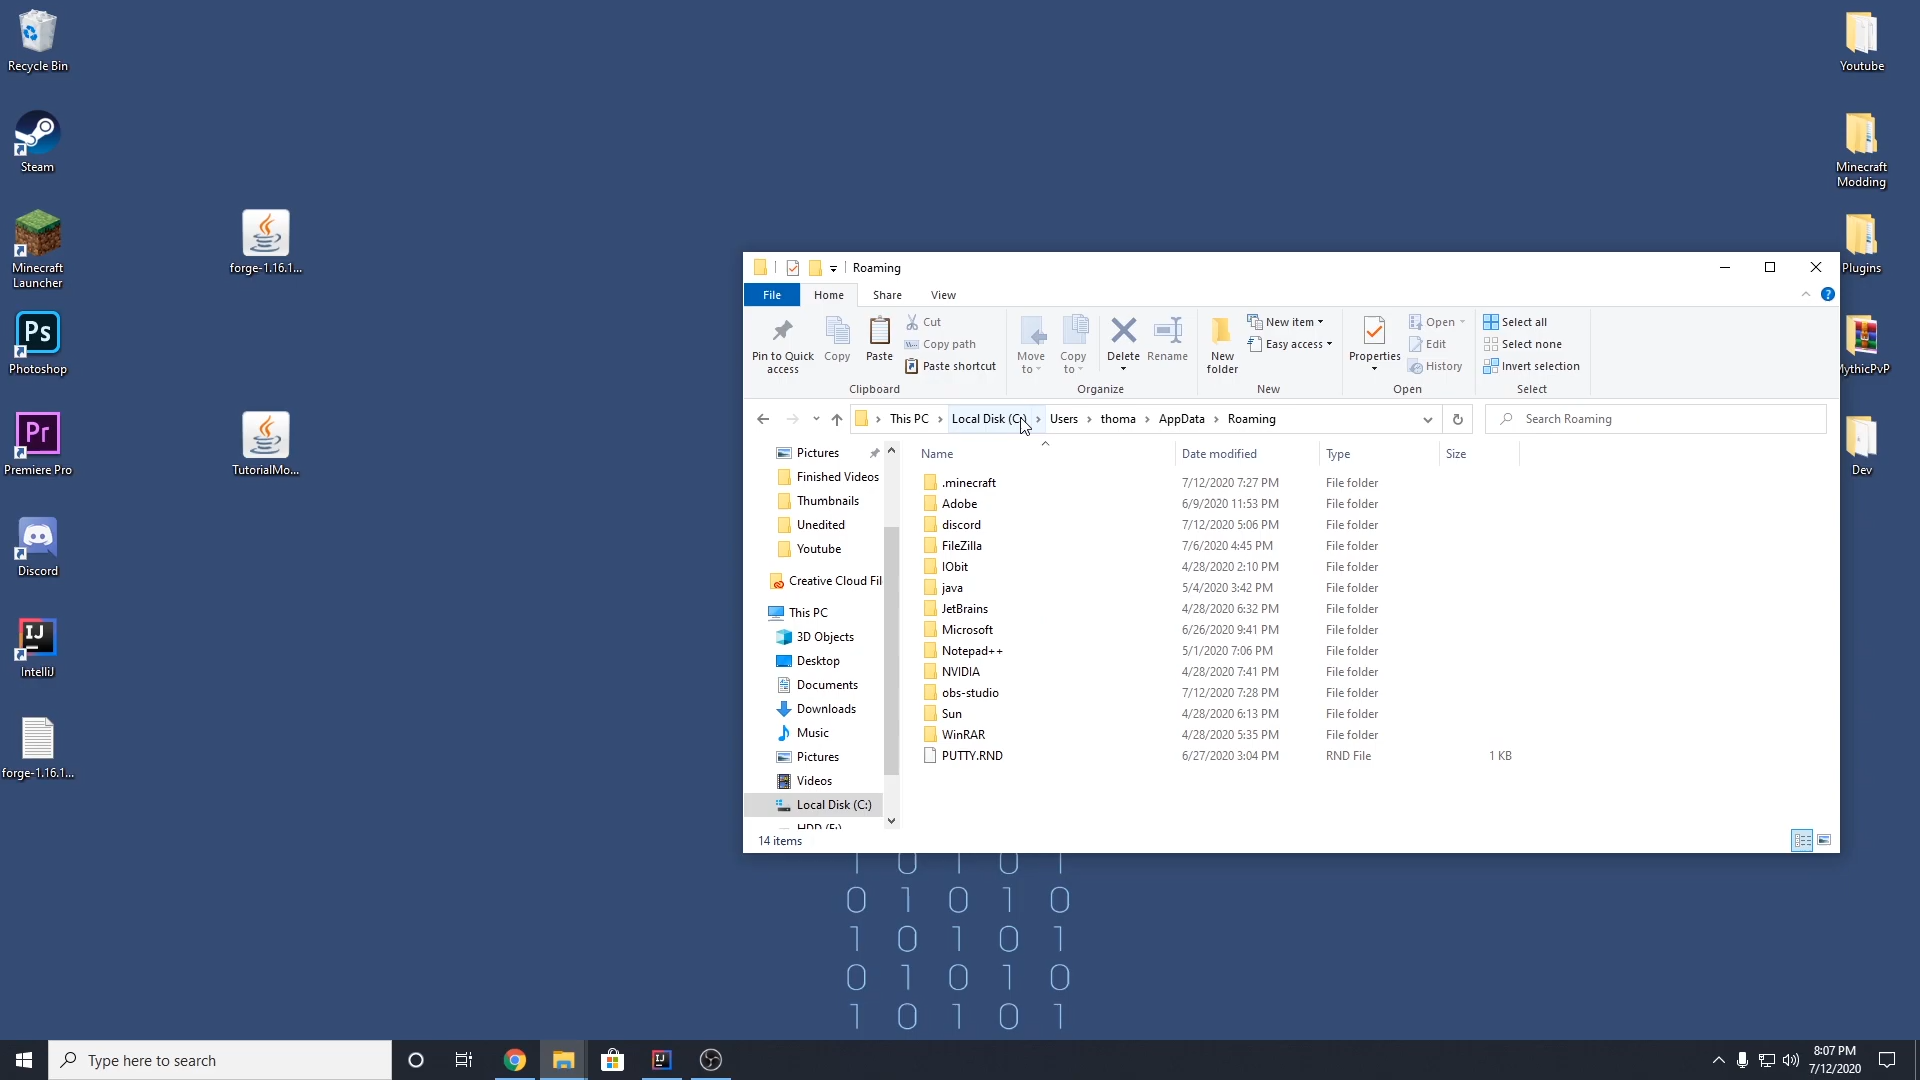 Recycle Bin
Steam
Minecraft
Launcher
Ps
Photoshop
Pr
Premiere Pro
Discord
IJ
IntelliJ
forge-1.16.1...
forge-1.16.1...
TutorialMo...
Youtube
Minecraft
Modding
Plugins
MythicPvP
Dev
Roaming
File Home Share View
Pin to Quick
access
Copy
Paste
Cut
Copy path
Paste shortcut
Clipboard
Move
to
Copy
to
Delete
Rename
Organize
New
folder
New item
Easy access
New
Properties
Open
Edit
History
Open
Select all
Select none
Invert selection
Select
This PC > Local Disk (C:) > Users > thoma > AppData > Roaming
Search Roaming
Pictures
Finished Videos
Thumbnails
Unedited
Youtube
Creative Cloud Fil
This PC
3D Objects
Desktop
Documents
Downloads
Music
Pictures
Videos
Local Disk (C:)
HDD (F:)
Name Date modified Type Size
.minecraft 7/12/2020 7:27 PM File folder
Adobe 6/9/2020 11:53 PM File folder
discord 7/12/2020 5:06 PM File folder
FileZilla 7/6/2020 4:45 PM File folder
IObit 4/28/2020 2:10 PM File folder
java 5/4/2020 3:42 PM File folder
JetBrains 4/28/2020 6:32 PM File folder
Microsoft 6/26/2020 9:41 PM File folder
Notepad++ 5/1/2020 7:06 PM File folder
NVIDIA 4/28/2020 7:41 PM File folder
obs-studio 7/12/2020 7:28 PM File folder
Sun 4/28/2020 6:13 PM File folder
WinRAR 4/28/2020 5:35 PM File folder
PUTTY.RND 6/27/2020 3:04 PM RND File 1 KB
14 items
1 0 1 0 1
0 1 0 1 0
1 0 1 0 1
0 1 0 1 0
1 0 1 0 1
Type here to search
IJ
8:07 PM
7/12/2020